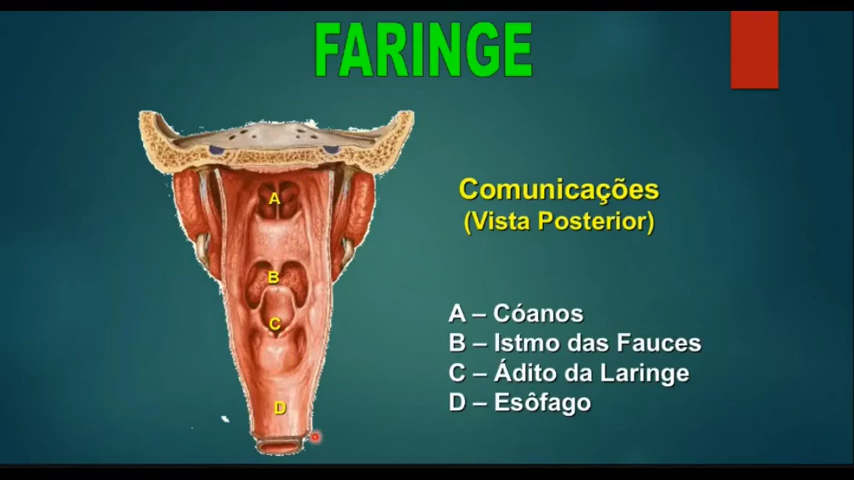 FARINGE
A
B
C
D
Comunicações
(Vista Posterior)
A – Cóanos
B – Istmo das Fauces
C – Ádito da Laringe
D – Esôfago